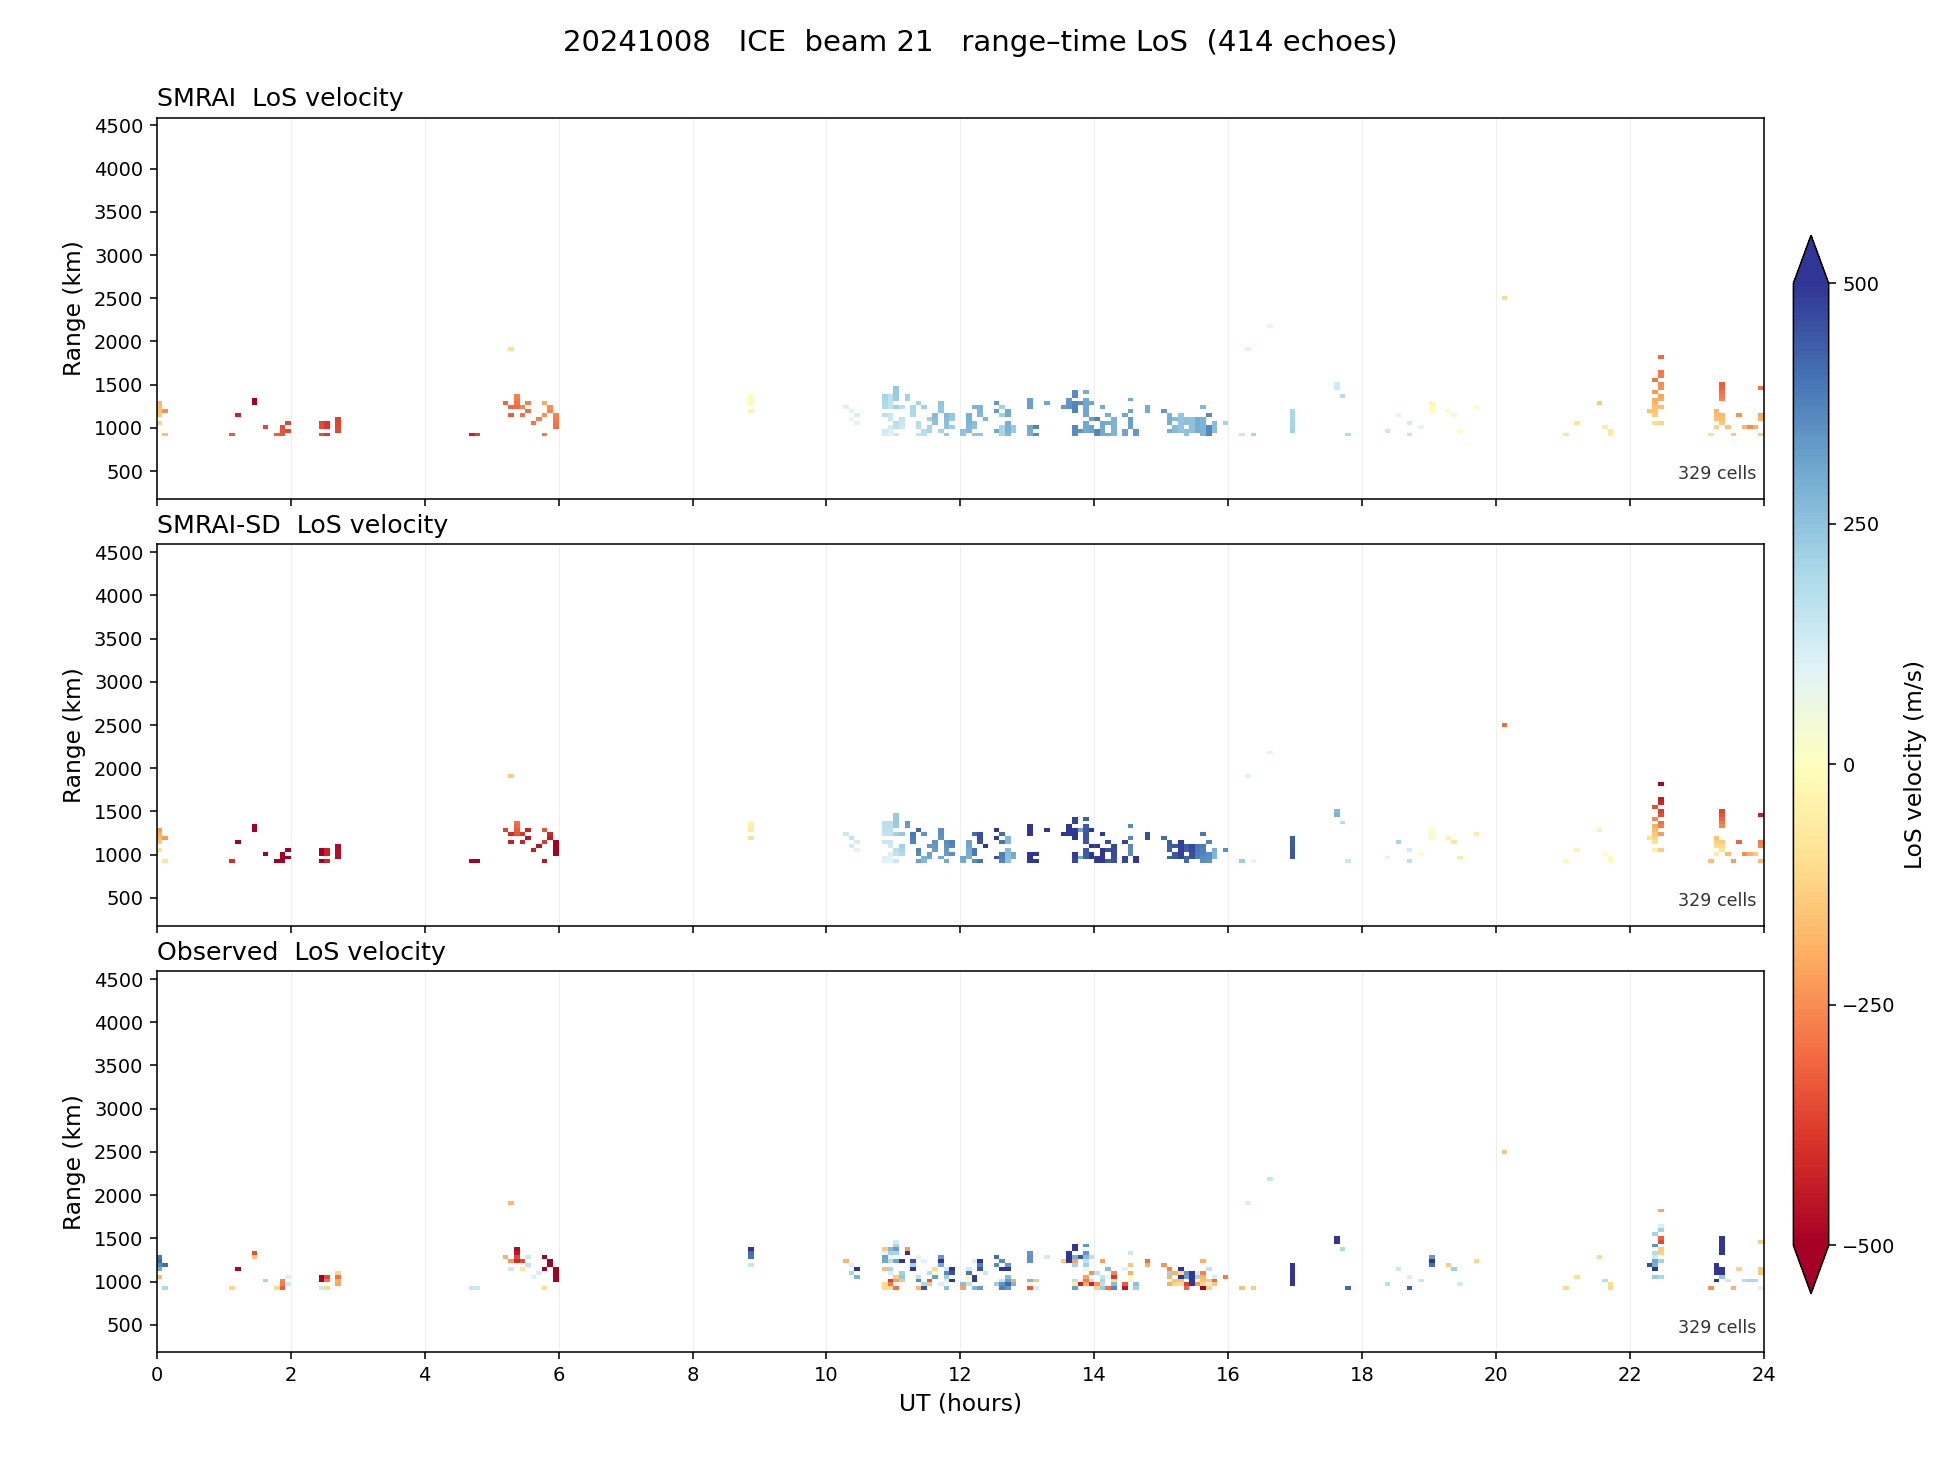 20241008   ICE  beam 21   range–time LoS  (414 echoes)
SMRAI  LoS velocity
4500
4000
3500
3000
2500
2000
1500
1000
500
Range (km)
329 cells
SMRAI-SD  LoS velocity
4500
4000
3500
3000
2500
2000
1500
1000
500
Range (km)
329 cells
Observed  LoS velocity
4500
4000
3500
3000
2500
2000
1500
1000
500
Range (km)
329 cells
0 2 4 6 8 10 12 14 16 18 20 22 24
UT (hours)
500
250
0
−250
−500
LoS velocity (m/s)